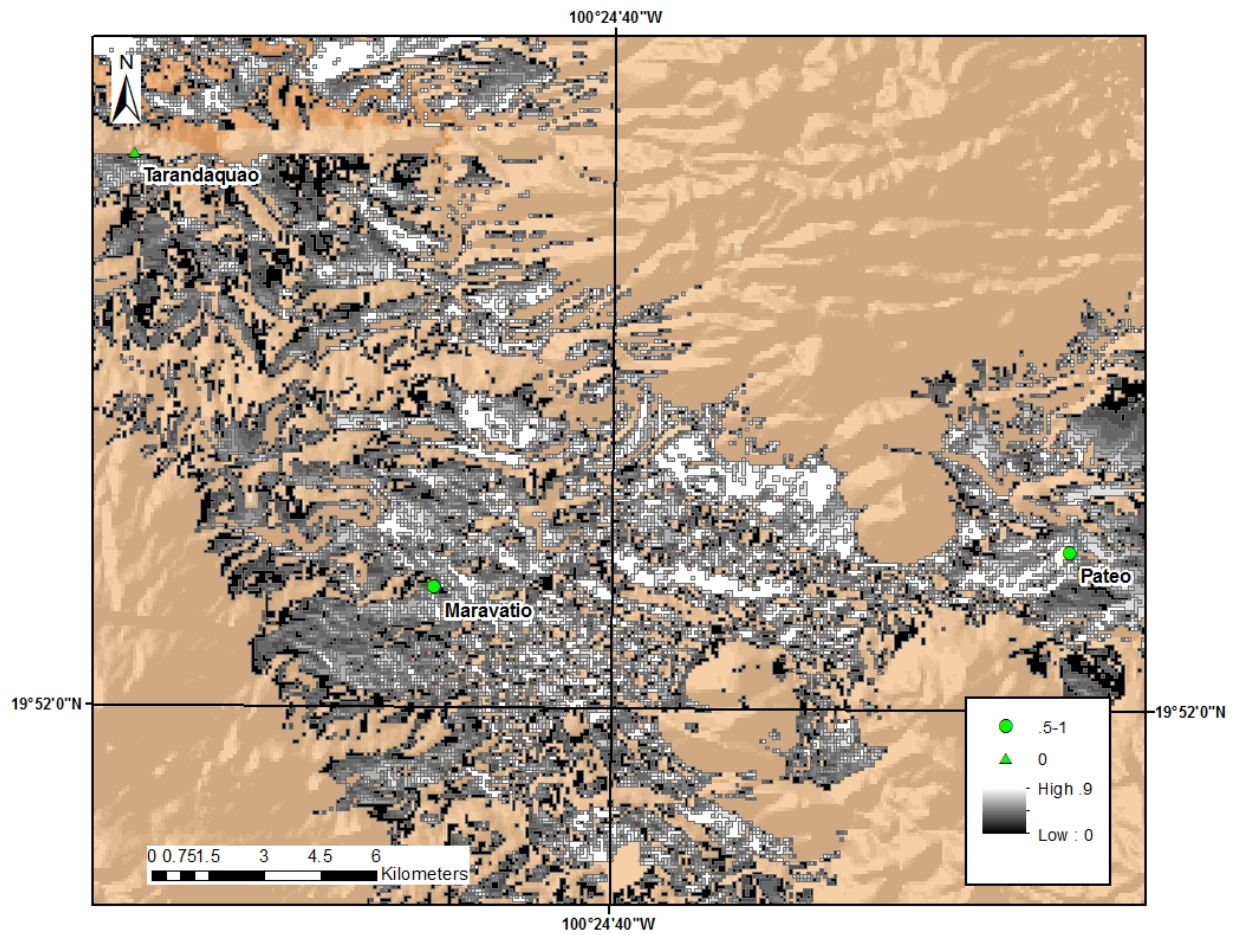 100°24'40"W
N
Tarandaquao
Pateo
Maravatio
19°52'0"N
19°52'0"N
.5-1
0
High .9
Low : 0
0 0.751.5 3 4.5 6
Kilometers
100°24'40"W